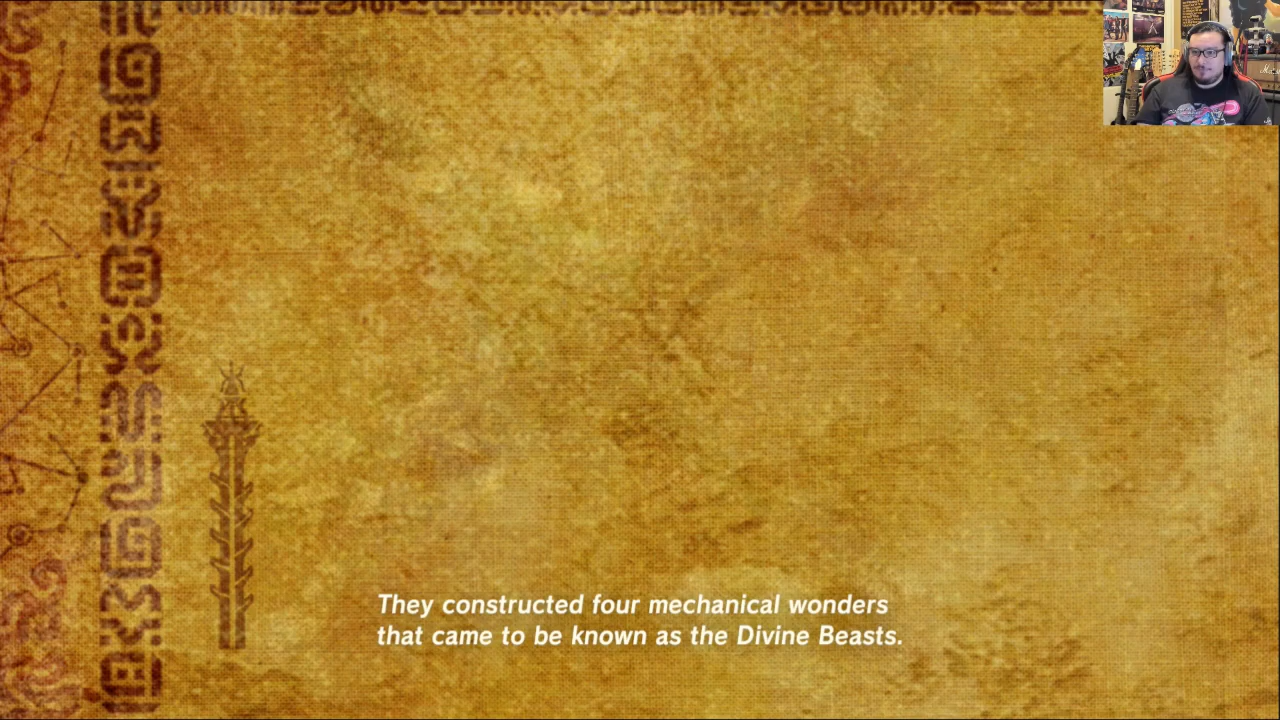 They constructed four mechanical wonders
that came to be known as the Divine Beasts.